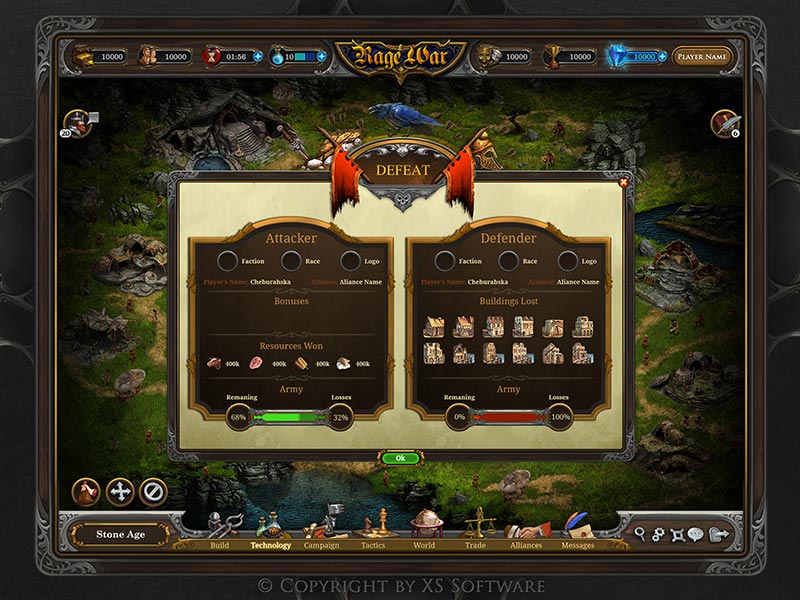 10000 10000 01:56 10 Rage War 10000 10000 10000 PLAYER NAME
20 6
DEFEAT
Attacker
Faction Race Logo
Player's Name: Cheburahska Alliance: Aliance Name
Bonuses
Resources Won
400k 400k 400k 400k
Army
Remaning Losses
68% 32%
Defender
Faction Race Logo
Player's Name: Cheburahska Alliance: Aliance Name
Buildings Lost
Army
Remaning Losses
0% 100%
Ok
Stone Age
Build Technology Campaign Tactics World Trade Alliances Messages
© COPYRIGHT BY XS SOFTWARE